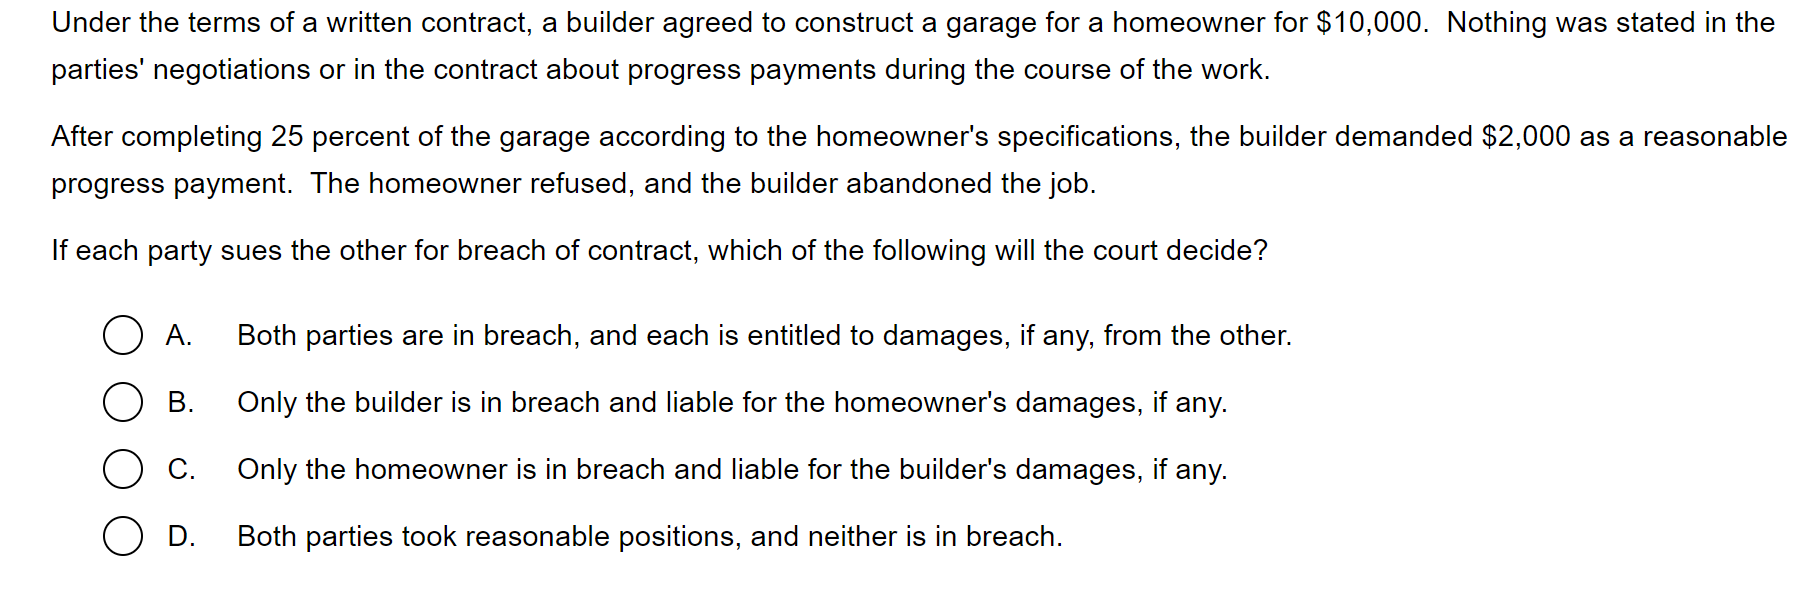 Under the terms of a written contract, a builder agreed to construct a garage for a homeowner for $10,000.  Nothing was stated in the
parties' negotiations or in the contract about progress payments during the course of the work.
After completing 25 percent of the garage according to the homeowner's specifications, the builder demanded $2,000 as a reasonable
progress payment.  The homeowner refused, and the builder abandoned the job.
If each party sues the other for breach of contract, which of the following will the court decide?
A. Both parties are in breach, and each is entitled to damages, if any, from the other.
B. Only the builder is in breach and liable for the homeowner's damages, if any.
C. Only the homeowner is in breach and liable for the builder's damages, if any.
D. Both parties took reasonable positions, and neither is in breach.